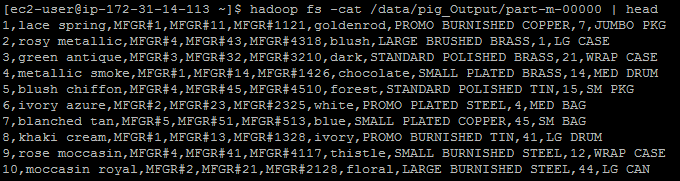 [ec2-user@ip-172-31-14-113 ~]$ hadoop fs -cat /data/pig_Output/part-m-00000 | head
1,lace spring,MFGR#1,MFGR#11,MFGR#1121,goldenrod,PROMO BURNISHED COPPER,7,JUMBO PKG
2,rosy metallic,MFGR#4,MFGR#43,MFGR#4318,blush,LARGE BRUSHED BRASS,1,LG CASE
3,green antique,MFGR#3,MFGR#32,MFGR#3210,dark,STANDARD POLISHED BRASS,21,WRAP CASE
4,metallic smoke,MFGR#1,MFGR#14,MFGR#1426,chocolate,SMALL PLATED BRASS,14,MED DRUM
5,blush chiffon,MFGR#4,MFGR#45,MFGR#4510,forest,STANDARD POLISHED TIN,15,SM PKG
6,ivory azure,MFGR#2,MFGR#23,MFGR#2325,white,PROMO PLATED STEEL,4,MED BAG
7,blanched tan,MFGR#5,MFGR#51,MFGR#513,blue,SMALL PLATED COPPER,45,SM BAG
8,khaki cream,MFGR#1,MFGR#13,MFGR#1328,ivory,PROMO BURNISHED TIN,41,LG DRUM
9,rose moccasin,MFGR#4,MFGR#41,MFGR#4117,thistle,SMALL BURNISHED STEEL,12,WRAP CASE
10,moccasin royal,MFGR#2,MFGR#21,MFGR#2128,floral,LARGE BURNISHED STEEL,44,LG CAN